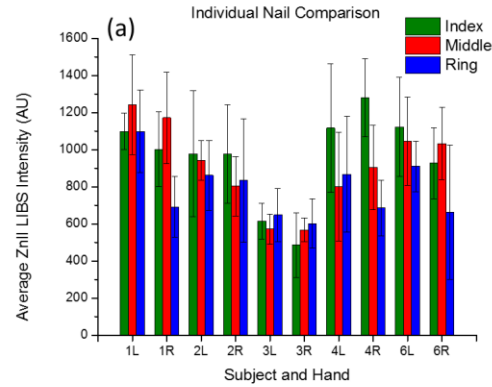 Individual Nail Comparison
(a)
Index
Middle
Ring
1600
1400
1200
1000
800
600
400
200
0
Average ZnII LIBS Intensity (AU)
1L 1R 2L 2R 3L 3R 4L 4R 6L 6R
Subject and Hand